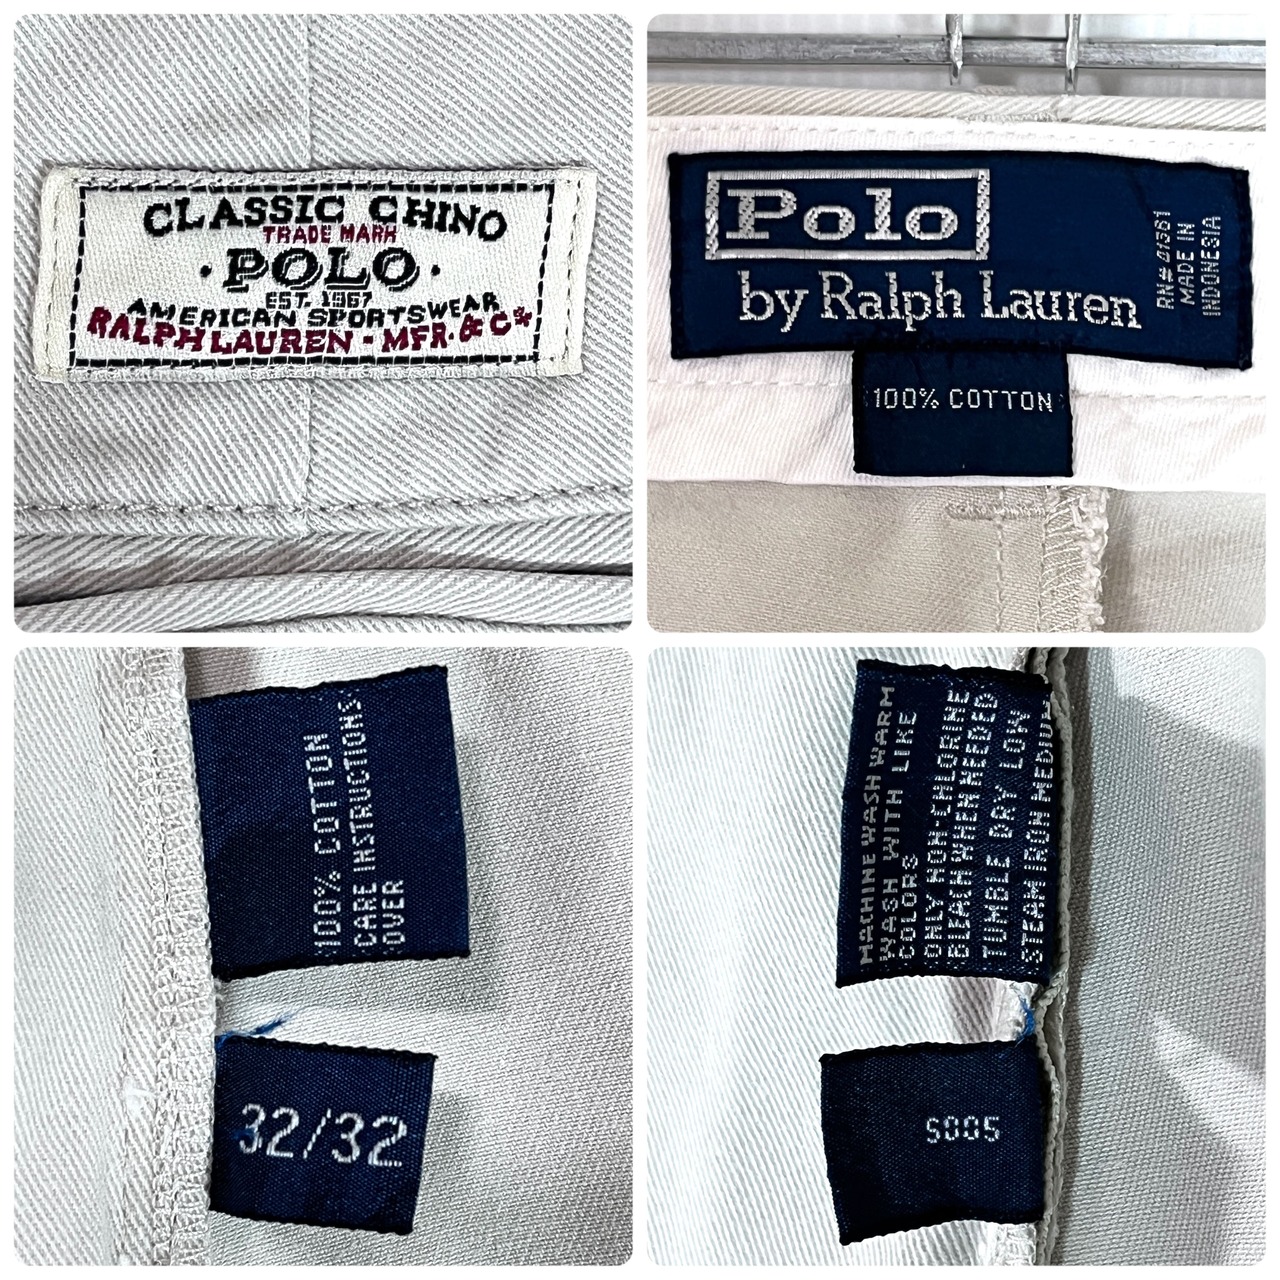 CLASSIC CHINO
TRADE MARK
·POLO·
EST. 1967
AMERICAN SPORTSWEAR
RALPH LAUREN - MFR. & Co
Polo
by Ralph Lauren
RN# 41381
MADE IN
INDONESIA
100% COTTON
100% COTTON
CARE INSTRUCTIONS
OVER
32/32
MACHINE WASH WARM
WASH WITH LIKE
COLORS
ONLY NON-CHLORINE
BLEACH WHEN NEEDED
TUMBLE DRY LOW
STEAM IRON MEDIUM
S005